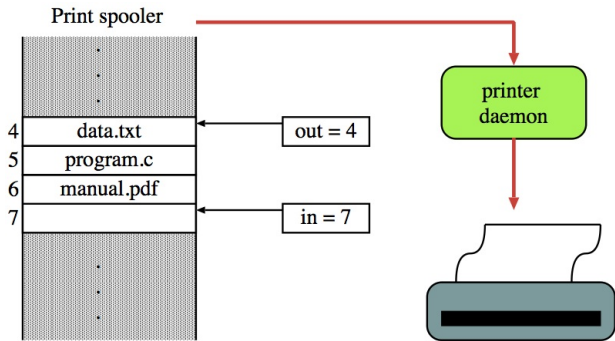 Print spooler
4 data.txt
out = 4
5 program.c
6 manual.pdf
7
in = 7
printer
daemon